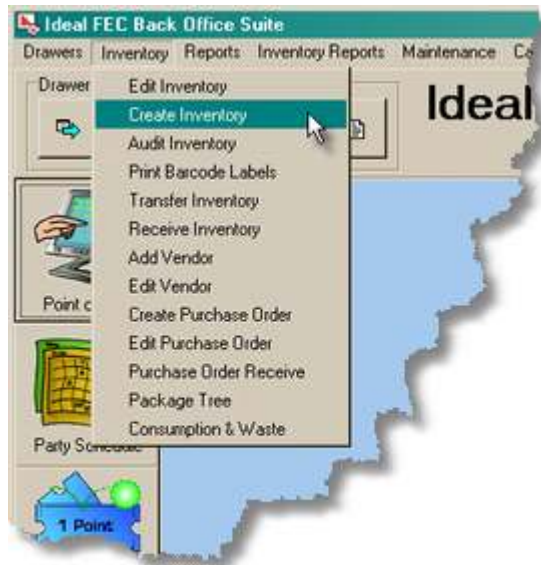 Ideal FEC Back Office Suite
Drawers Inventory Reports Inventory Reports Maintenance
Drawer
Ideal
Edit Inventory
Create Inventory
Audit Inventory
Print Barcode Labels
Transfer Inventory
Receive Inventory
Add Vendor
Edit Vendor
Create Purchase Order
Edit Purchase Order
Purchase Order Receive
Package Tree
Consumption & Waste
Point
Party
1 Point